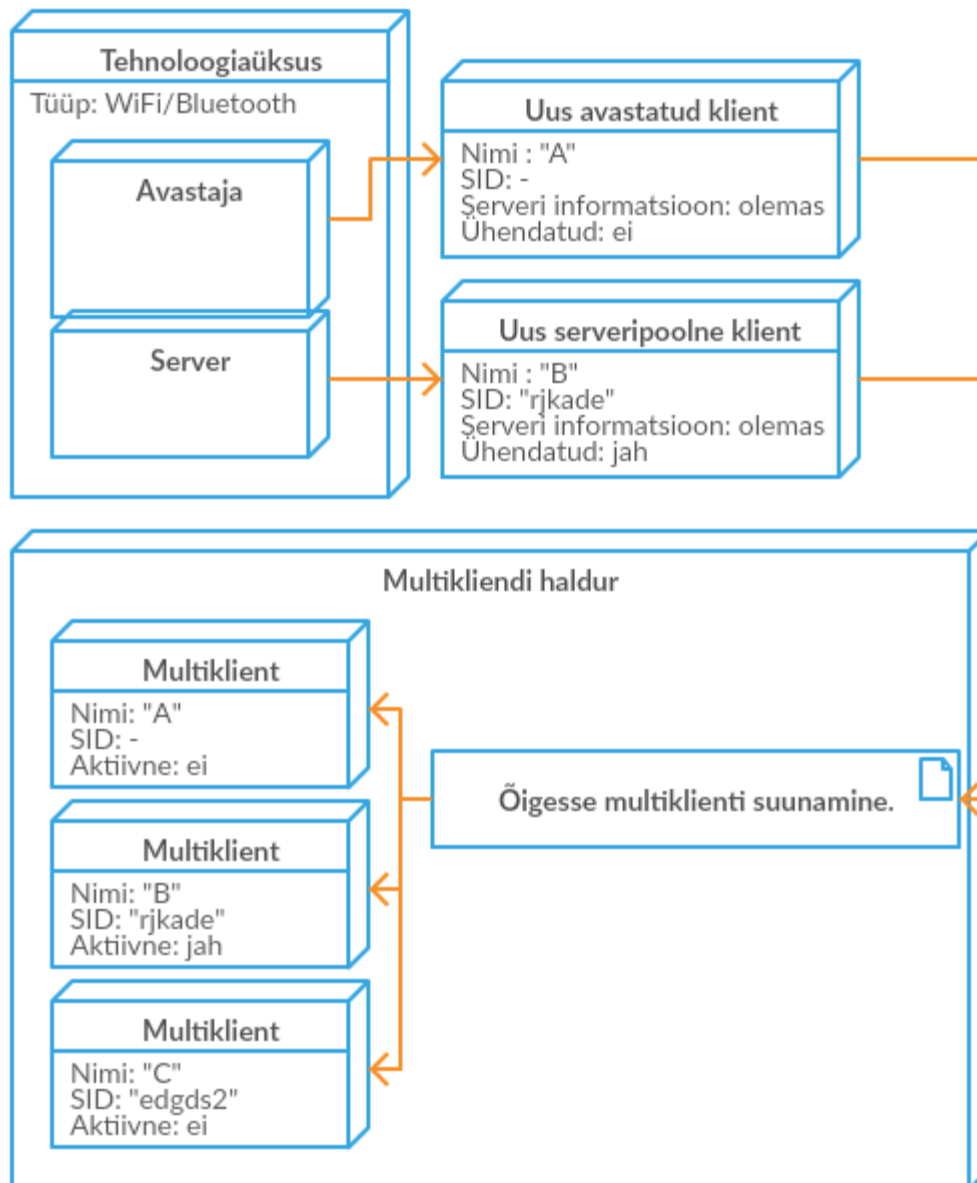 Tehnoloogiaüksus
Tüüp: WiFi/Bluetooth
Avastaja
Server
Uus avastatud klient
Nimi : "A"
SID: -
Serveri informatsioon: olemas
Ühendatud: ei
Uus serveripoolne klient
Nimi : "B"
SID: "rjkade"
Serveri informatsioon: olemas
Ühendatud: jah
Multikliendi haldur
Multiklient
Nimi: "A"
SID: -
Aktiivne: ei
Multiklient
Nimi: "B"
SID: "rjkade"
Aktiivne: jah
Multiklient
Nimi: "C"
SID: "edgds2"
Aktiivne: ei
Õigesse multiklienti suunamine.